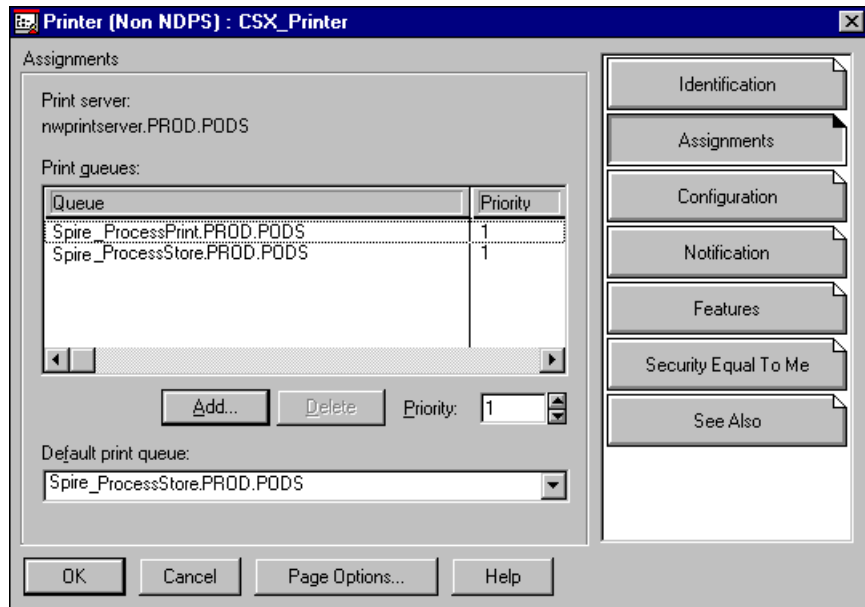 Printer (Non NDPS) : CSX_Printer
Assignments
Print server:
nwprintserver.PROD.PODS
Print queues:
Queue Priority
Spire_ProcessPrint.PROD.PODS 1
Spire_ProcessStore.PROD.PODS 1
Add... Delete Priority: 1
Default print queue:
Spire_ProcessStore.PROD.PODS
OK Cancel Page Options... Help
Identification
Assignments
Configuration
Notification
Features
Security Equal To Me
See Also